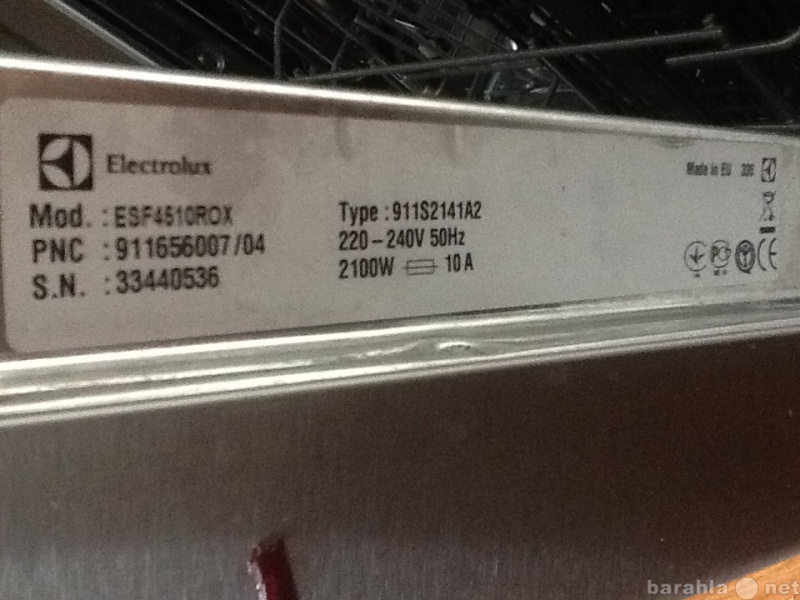 Electrolux
Mod. : ESF4510ROX
PNC : 911656007/04
S.N. : 33440536
Type : 911S2141A2
220-240V 50Hz
2100W 10 A
Made in EU
CE
barahla net